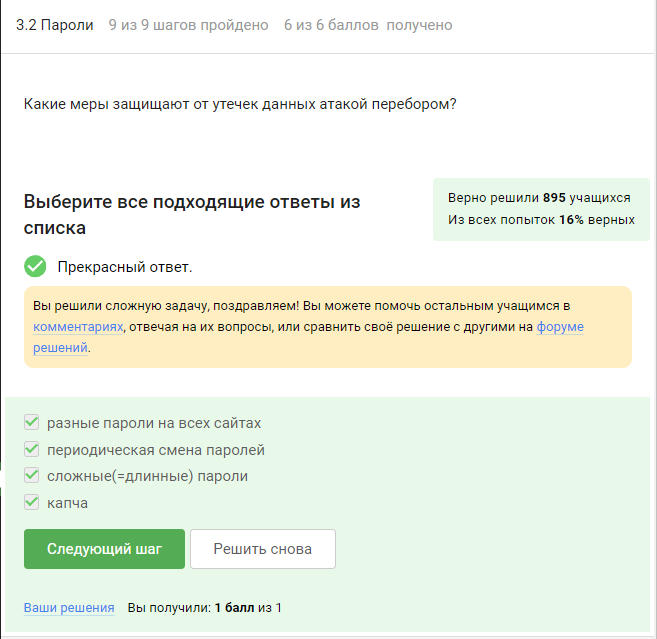 3.2 Пароли 9 из 9 шагов пройдено 6 из 6 баллов получено
Какие меры защищают от утечек данных атакой перебором?
Выберите все подходящие ответы из
списка
Верно решили 895 учащихся
Из всех попыток 16% верных
Прекрасный ответ.
Вы решили сложную задачу, поздравляем! Вы можете помочь остальным учащимся в
комментариях, отвечая на их вопросы, или сравнить своё решение с другими на форуме
решений.
разные пароли на всех сайтах
периодическая смена паролей
сложные(=длинные) пароли
капча
Следующий шаг Решить снова
Ваши решения Вы получили: 1 балл из 1